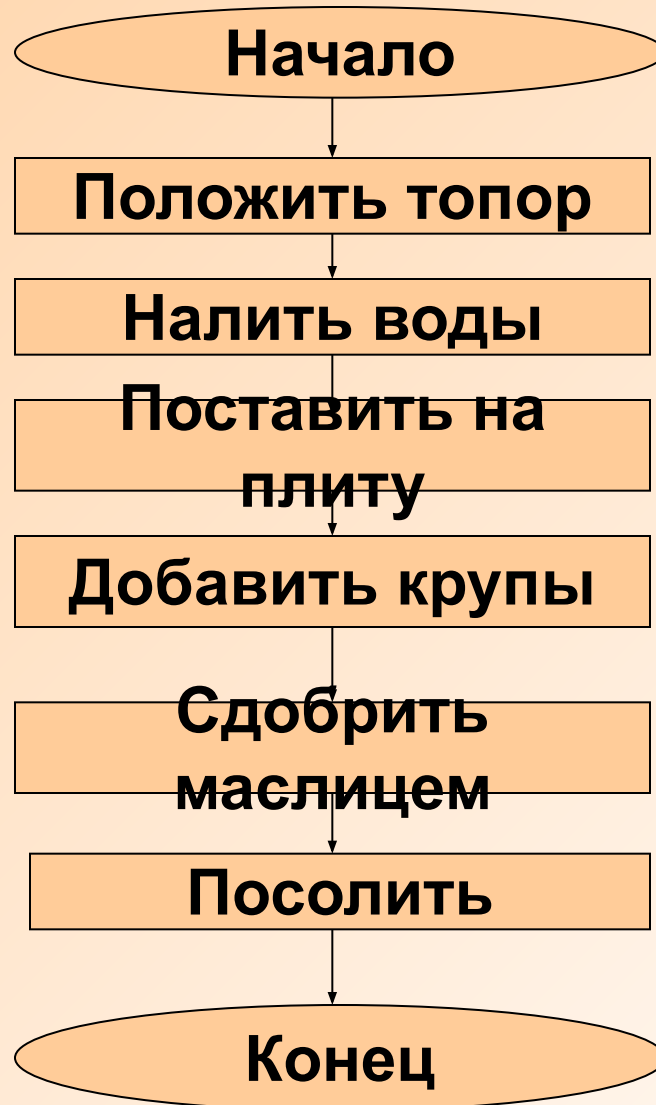 Начало
Положить топор
Налить воды
Поставить на
плиту
Добавить крупы
Сдобрить
маслицем
Посолить
Конец